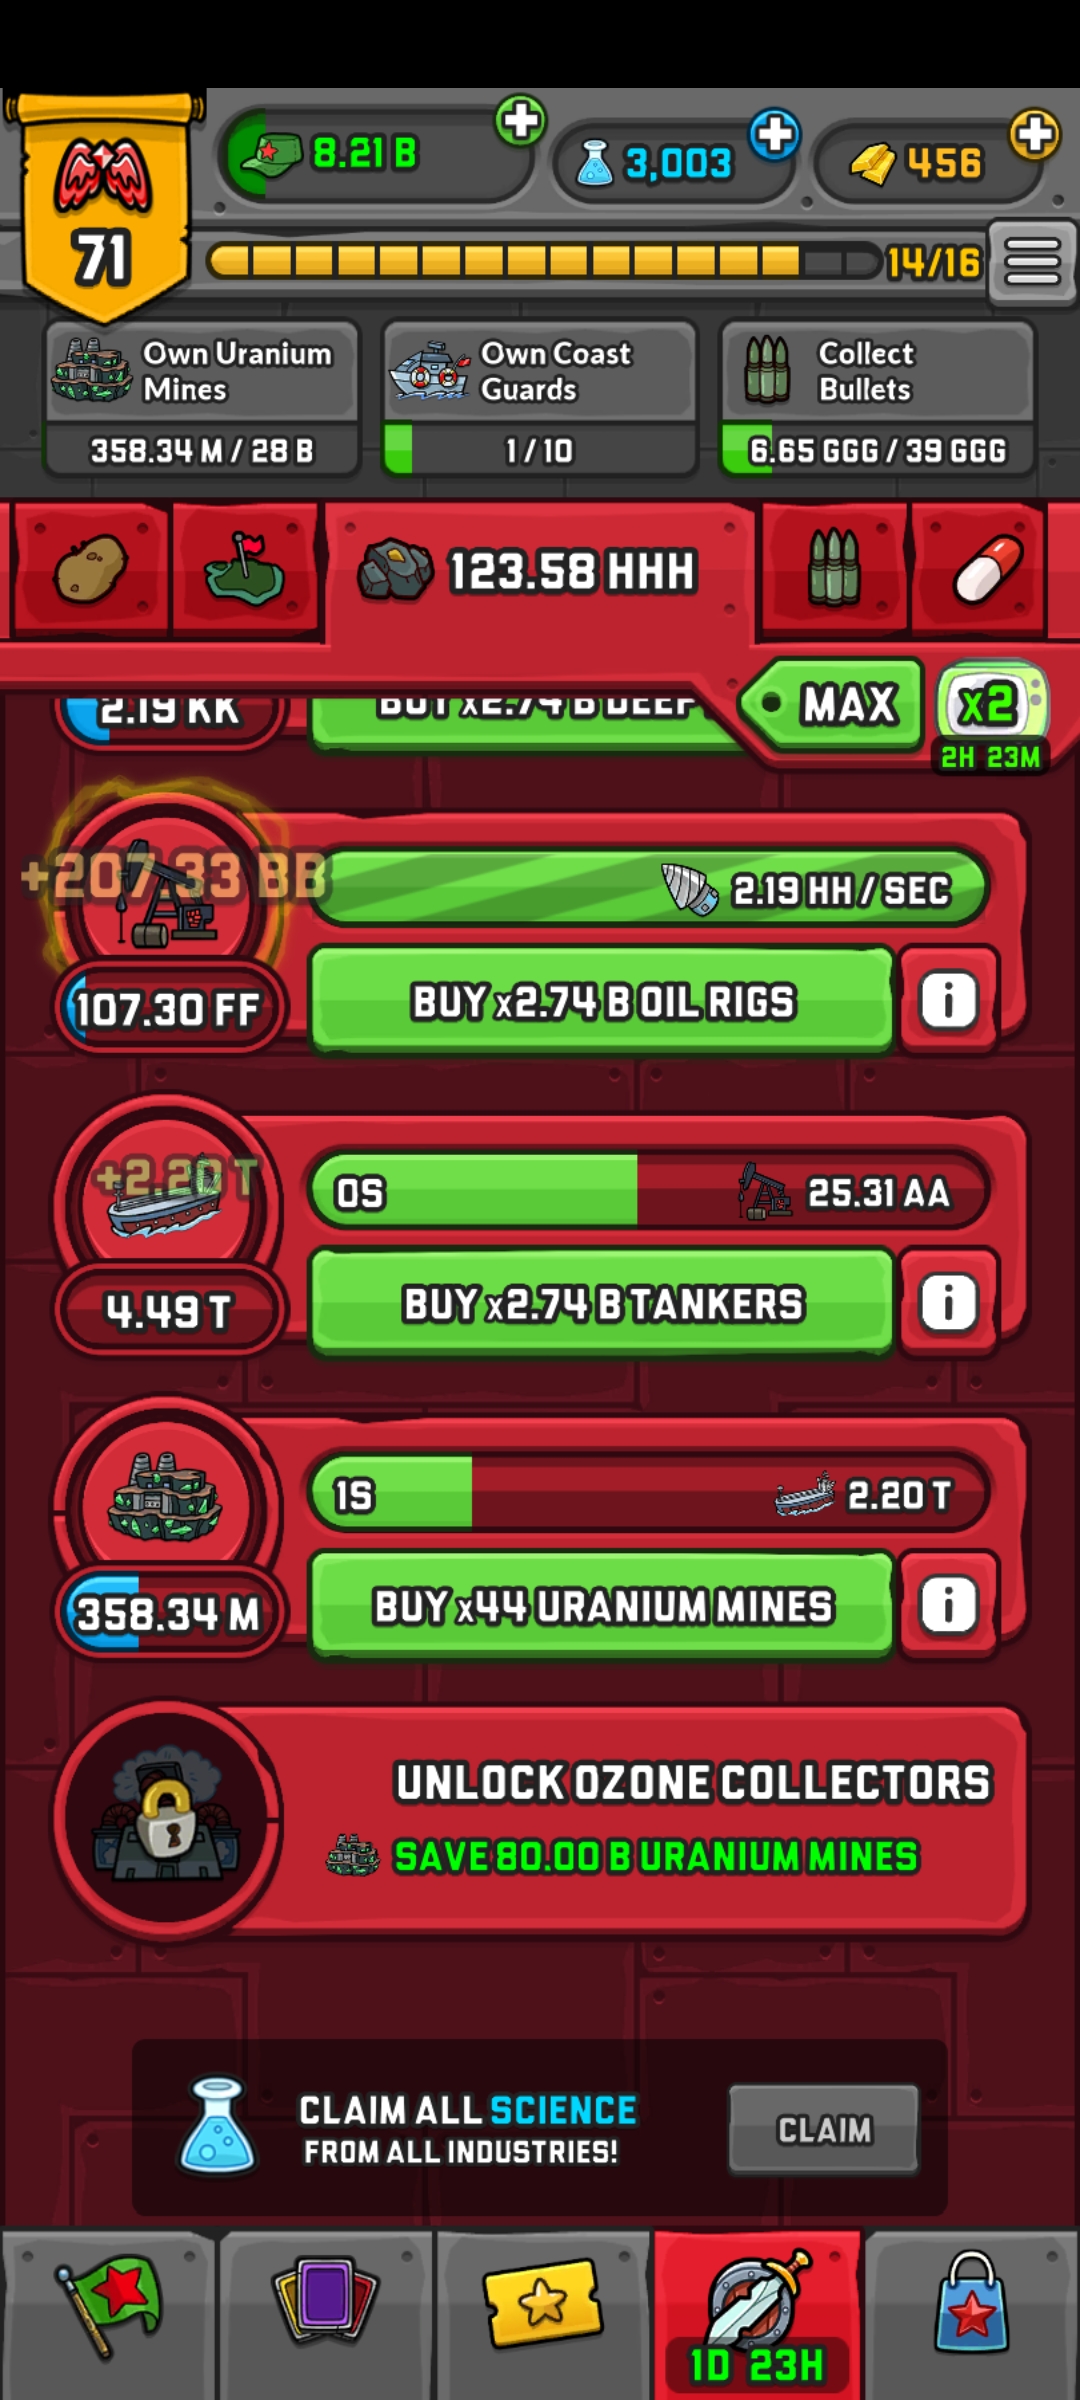 71
8.21 B
3,003
456
14/16
Own Uranium
Mines
358.34 M / 28 B
Own Coast
Guards
1 / 10
Collect
Bullets
6.65 GGG / 39 GGG
123.58 HHH
MAX
x2
2H 23M
2.19 KK
BUY x2.74 B DEEP
+207.33 BB
2.19 HH / SEC
107.30 FF
BUY x2.74 B OIL RIGS
i
+2.20 T
0S
25.31 AA
4.49 T
BUY x2.74 B TANKERS
i
1S
2.20 T
358.34 M
BUY x44 URANIUM MINES
i
UNLOCK OZONE COLLECTORS
SAVE 80.00 B URANIUM MINES
CLAIM ALL SCIENCE
FROM ALL INDUSTRIES!
CLAIM
1D 23H